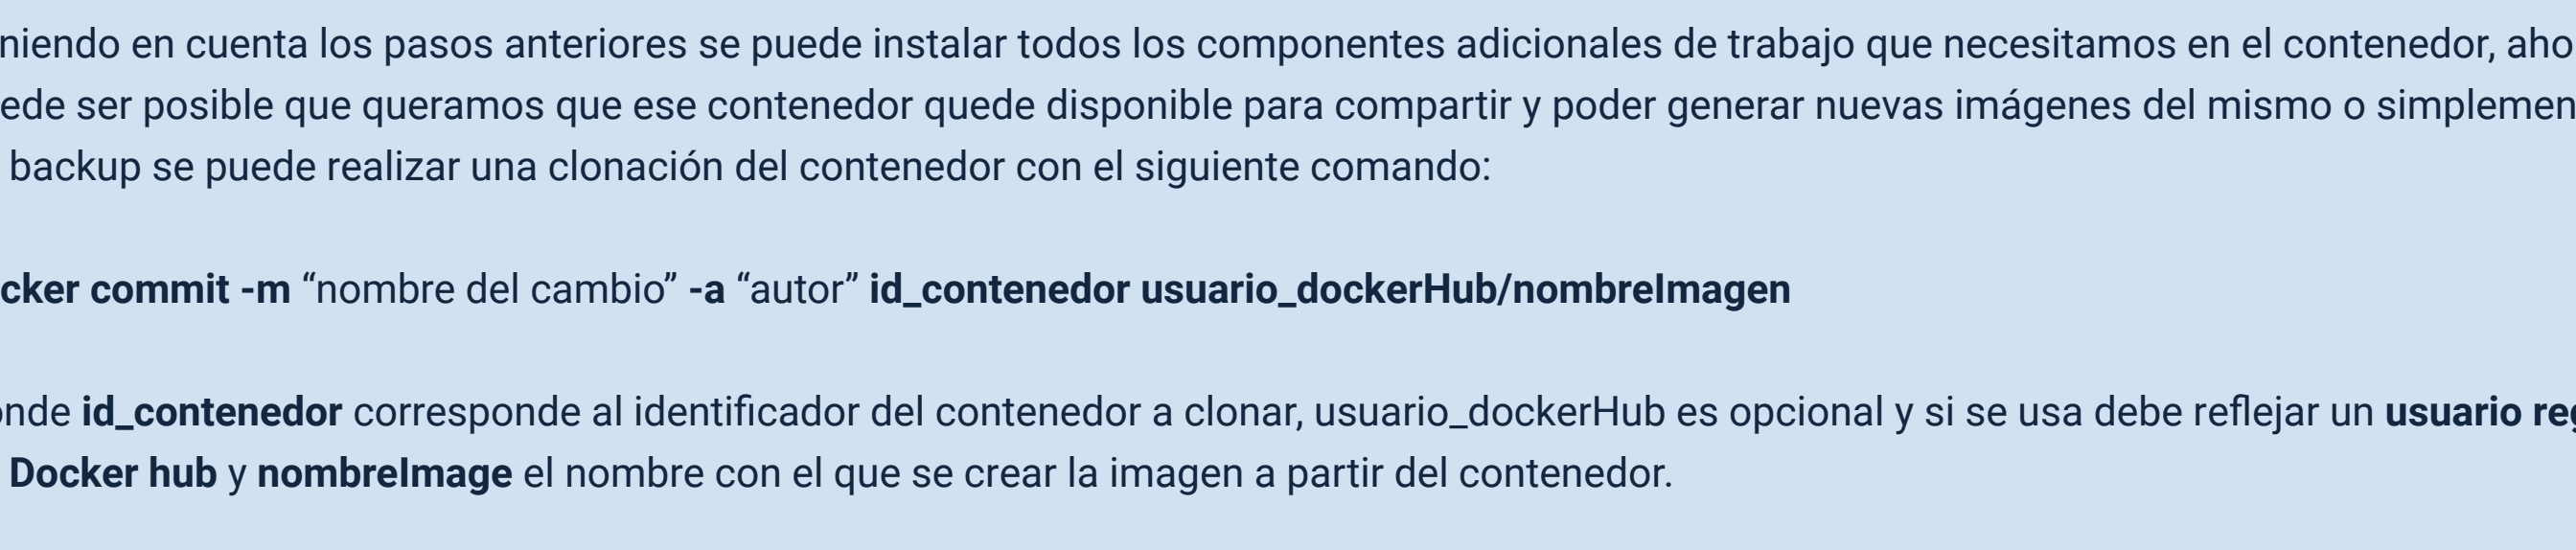 niendo en cuenta los pasos anteriores se puede instalar todos los componentes adicionales de trabajo que necesitamos en el contenedor, aho
ede ser posible que queramos que ese contenedor quede disponible para compartir y poder generar nuevas imágenes del mismo o simplemen
backup se puede realizar una clonación del contenedor con el siguiente comando:
cker commit -m “nombre del cambio” -a “autor” id_contenedor usuario_dockerHub/nombreImagen
onde id_contenedor corresponde al identificador del contenedor a clonar, usuario_dockerHub es opcional y si se usa debe reflejar un usuario reg
Docker hub y nombreImage el nombre con el que se crear la imagen a partir del contenedor.